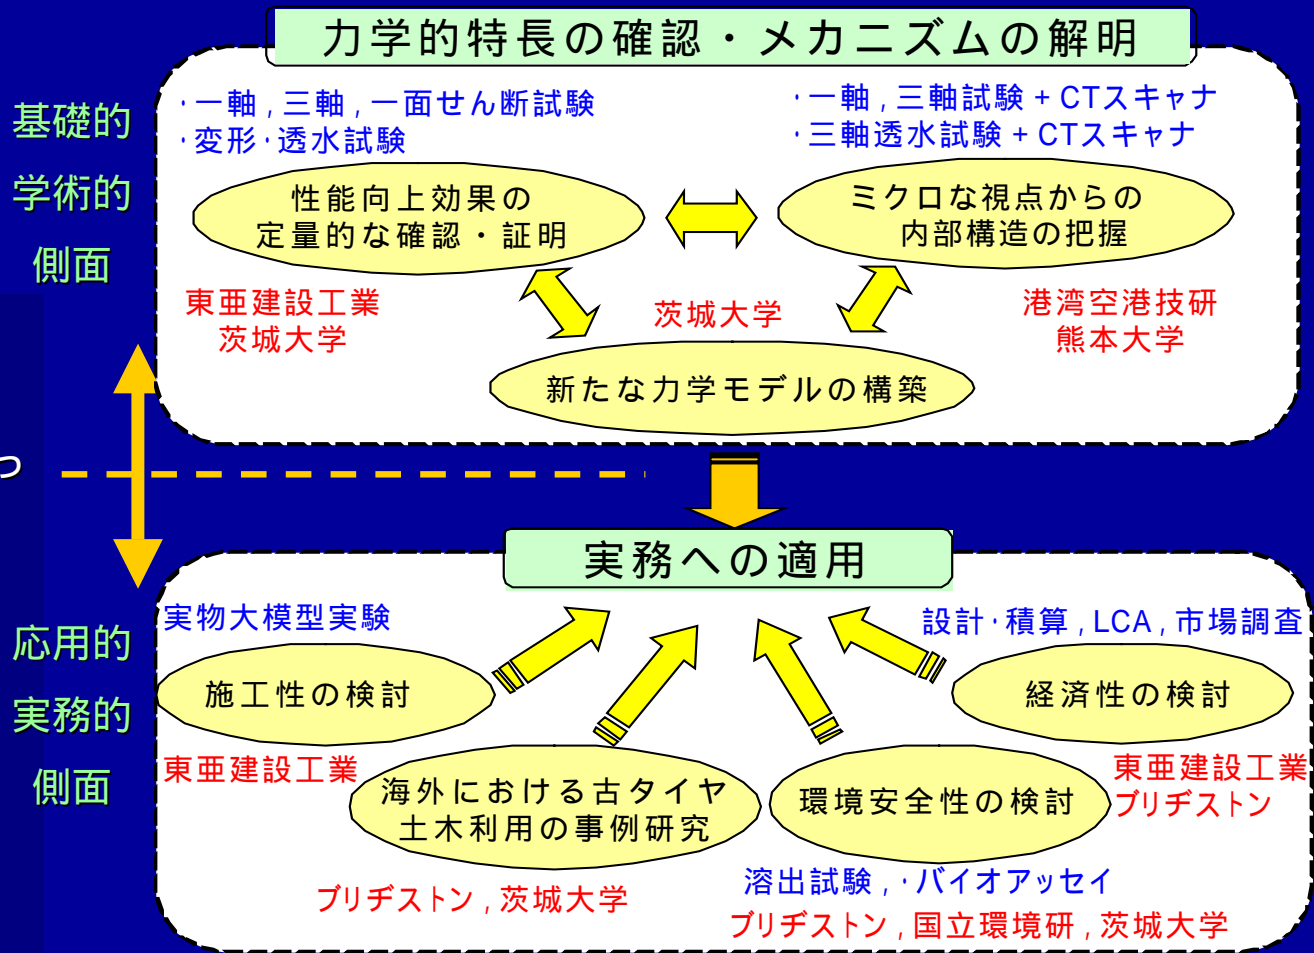 力学的特長の確認・メカニズムの解明
基礎的
学術的
側面
・一軸，三軸，一面せん断試験
・変形・透水試験
・一軸，三軸試験＋CTスキャナ
・三軸透水試験＋CTスキャナ
性能向上効果の
定量的な確認・証明
ミクロな視点からの
内部構造の把握
東亜建設工業
茨城大学
茨城大学
港湾空港技研
熊本大学
新たな力学モデルの構築
つ
実務への適用
応用的
実務的
側面
実物大模型実験
設計・積算，LCA，市場調査
施工性の検討
経済性の検討
東亜建設工業
東亜建設工業
ブリヂストン
海外における古タイヤ
土木利用の事例研究
環境安全性の検討
ブリヂストン，茨城大学
溶出試験，・バイオアッセイ
ブリヂストン，国立環境研，茨城大学